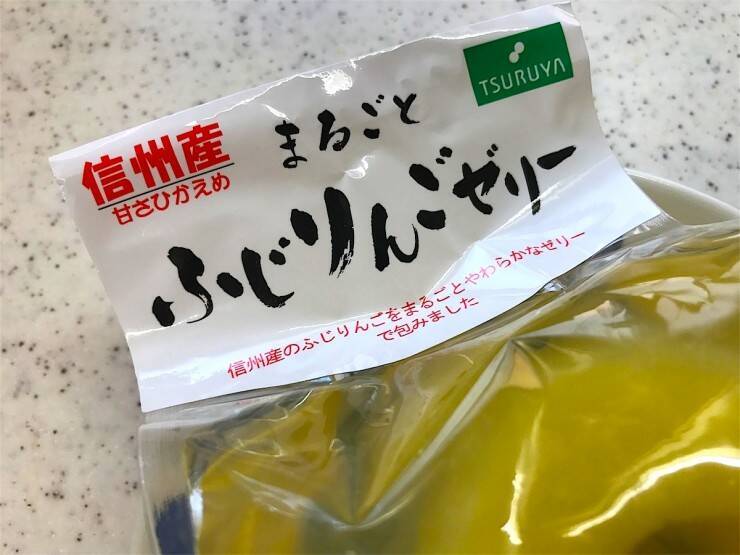 TSURUYA
信州産
甘さひかえめ
まるごと
ふじりんごゼリー
信州産のふじりんごをまるごとやわらかなゼリー
で包みました